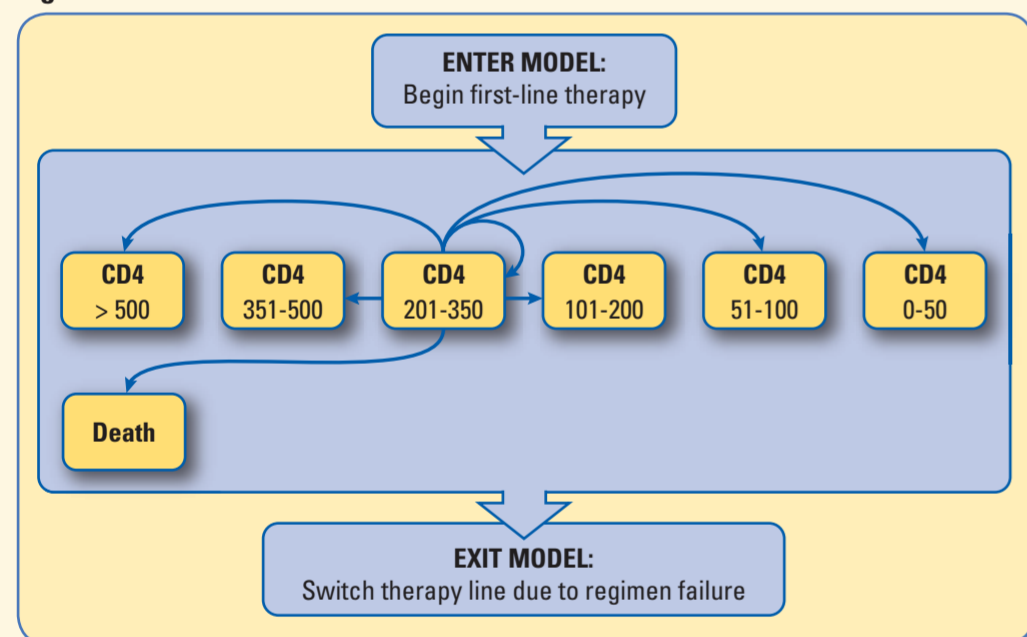 ENTER MODEL:
Begin first-line therapy
CD4
> 500
CD4
351-500
CD4
201-350
CD4
101-200
CD4
51-100
CD4
0-50
Death
EXIT MODEL:
Switch therapy line due to regimen failure